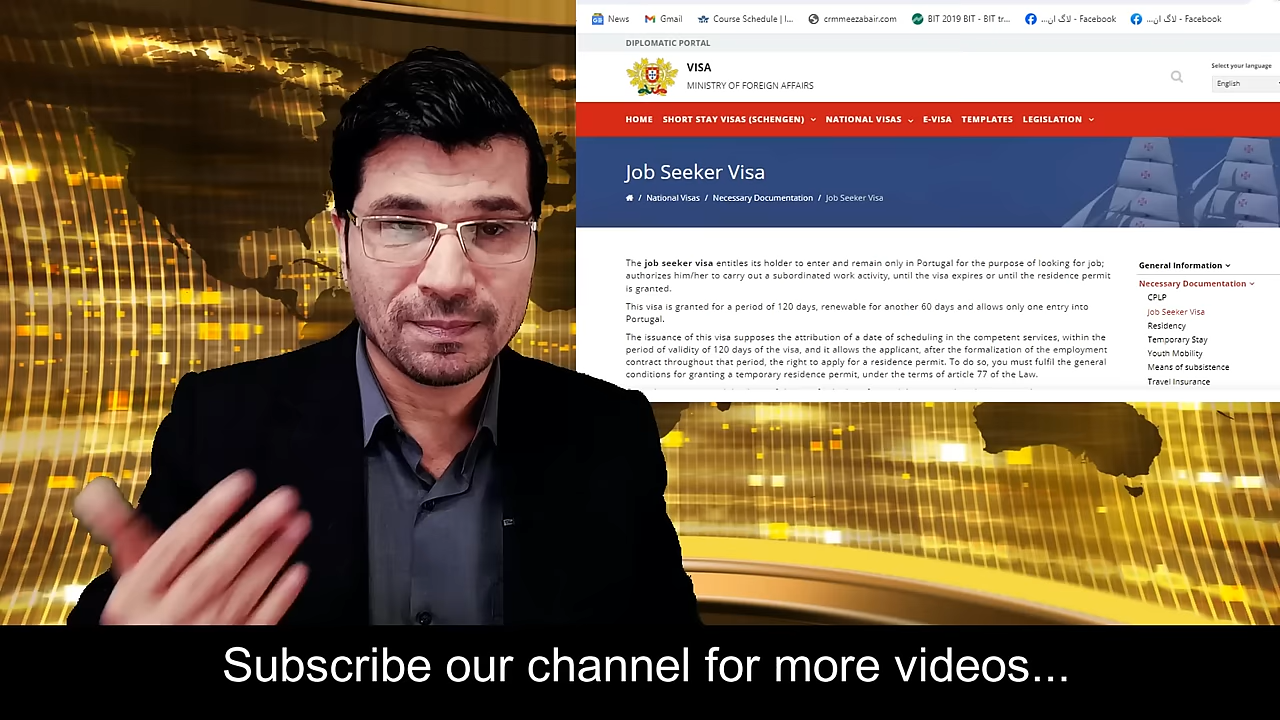 News
Gmail
Course Schedule | I...
crmmeezabair.com
BIT 2019 BIT - BIT tr...
لاگ ان... - Facebook
لاگ ان... - Facebook
DIPLOMATIC PORTAL
VISA
MINISTRY OF FOREIGN AFFAIRS
Select your language
English
HOME SHORT STAY VISAS (SCHENGEN) NATIONAL VISAS E-VISA TEMPLATES LEGISLATION
Job Seeker Visa
/ National Visas / Necessary Documentation / Job Seeker Visa
The job seeker visa entitles its holder to enter and remain only in Portugal for the purpose of looking for job;
authorizes him/her to carry out a subordinated work activity, until the visa expires or until the residence permit
is granted.
This visa is granted for a period of 120 days, renewable for another 60 days and allows only one entry into
Portugal.
The issuance of this visa supposes the attribution of a date of scheduling in the competent services, within the
period of validity of 120 days of the visa, and it allows the applicant, after the formalization of the employment
contract throughout that period, the right to apply for a residence permit. To do so, you must fulfil the general
conditions for granting a temporary residence permit, under the terms of article 77 of the Law.
General Information
Necessary Documentation
CPLP
Job Seeker Visa
Residency
Temporary Stay
Youth Mobility
Means of subsistence
Travel Insurance
Subscribe our channel for more videos...